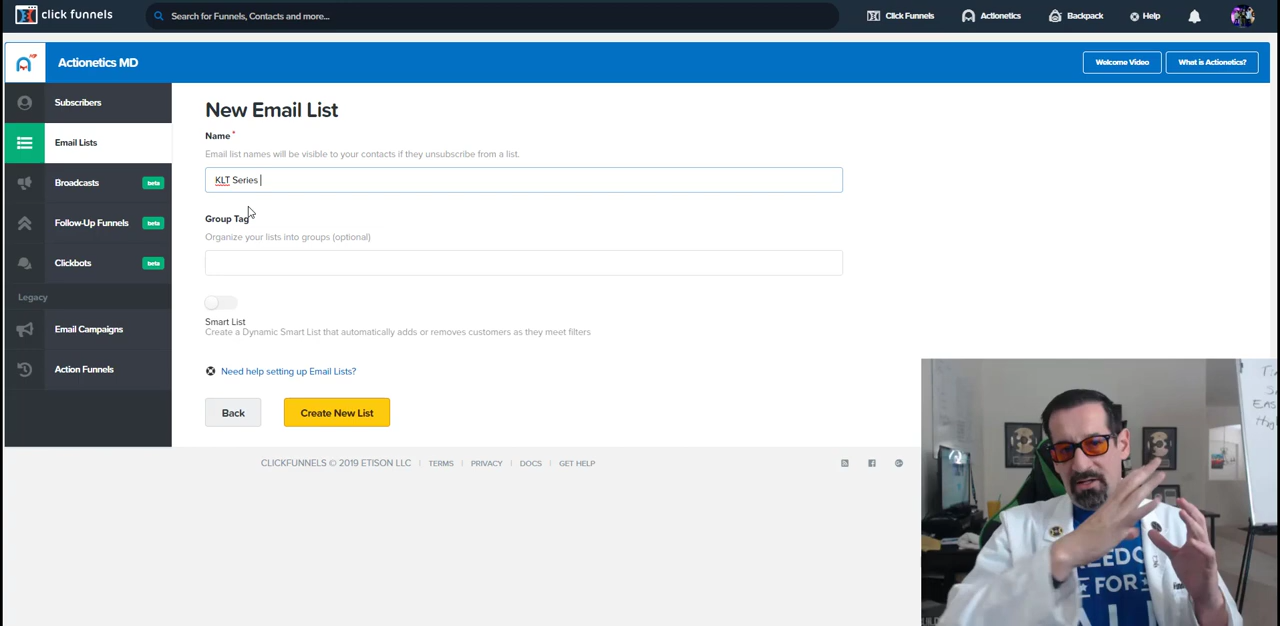 click funnels
Search for Funnels, Contacts and more...
Click Funnels
Actionetics
Backpack
Help
Actionetics MD
Welcome Video
What is Actionetics?
Subscribers
Email Lists
Broadcasts beta
Follow-Up Funnels beta
Clickbots beta
Legacy
Email Campaigns
Action Funnels
New Email List
Name *
Email list names will be visible to your contacts if they unsubscribe from a list.
KLT Series
Group Tag
Organize your lists into groups (optional)
Smart List
Create a Dynamic Smart List that automatically adds or removes customers as they meet filters
Need help setting up Email Lists?
Back
Create New List
CLICKFUNNELS © 2019 ETISON LLC | TERMS | PRIVACY | DOCS | GET HELP
FOR